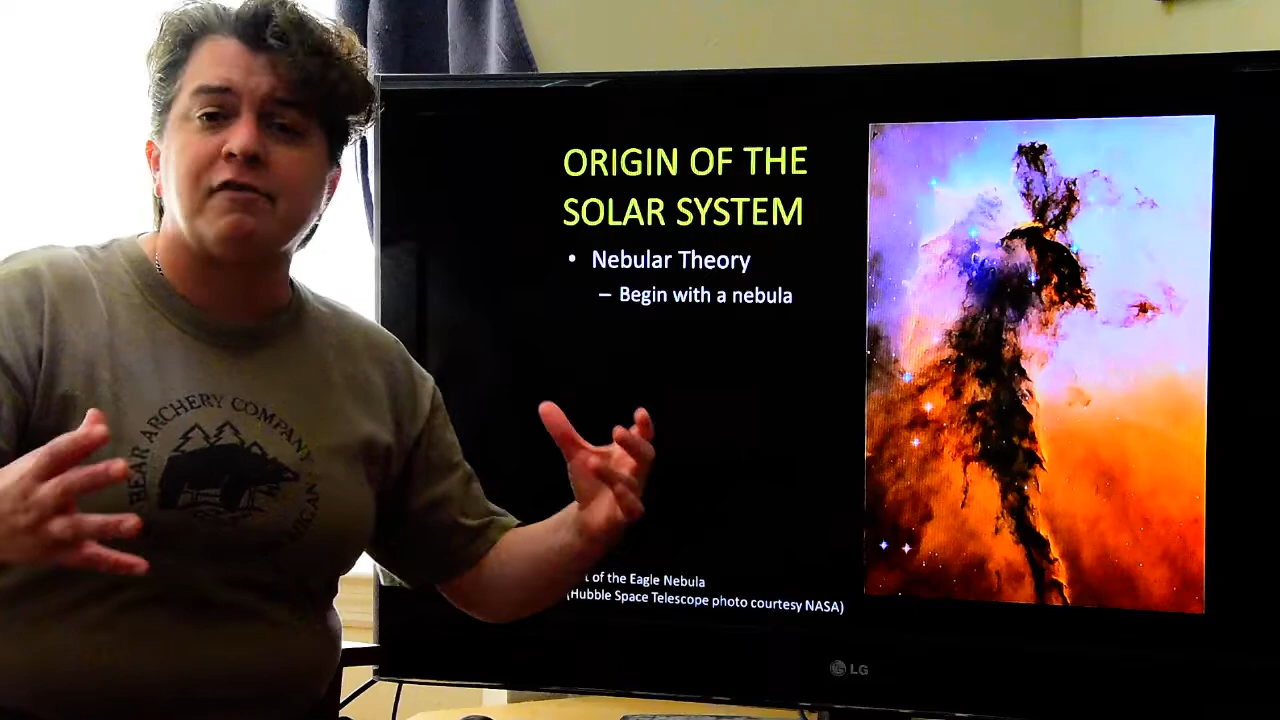 ORIGIN OF THE
SOLAR SYSTEM
• Nebular Theory
– Begin with a nebula
of the Eagle Nebula
(Hubble Space Telescope photo courtesy NASA)
LG
BEAR ARCHERY COMPANY